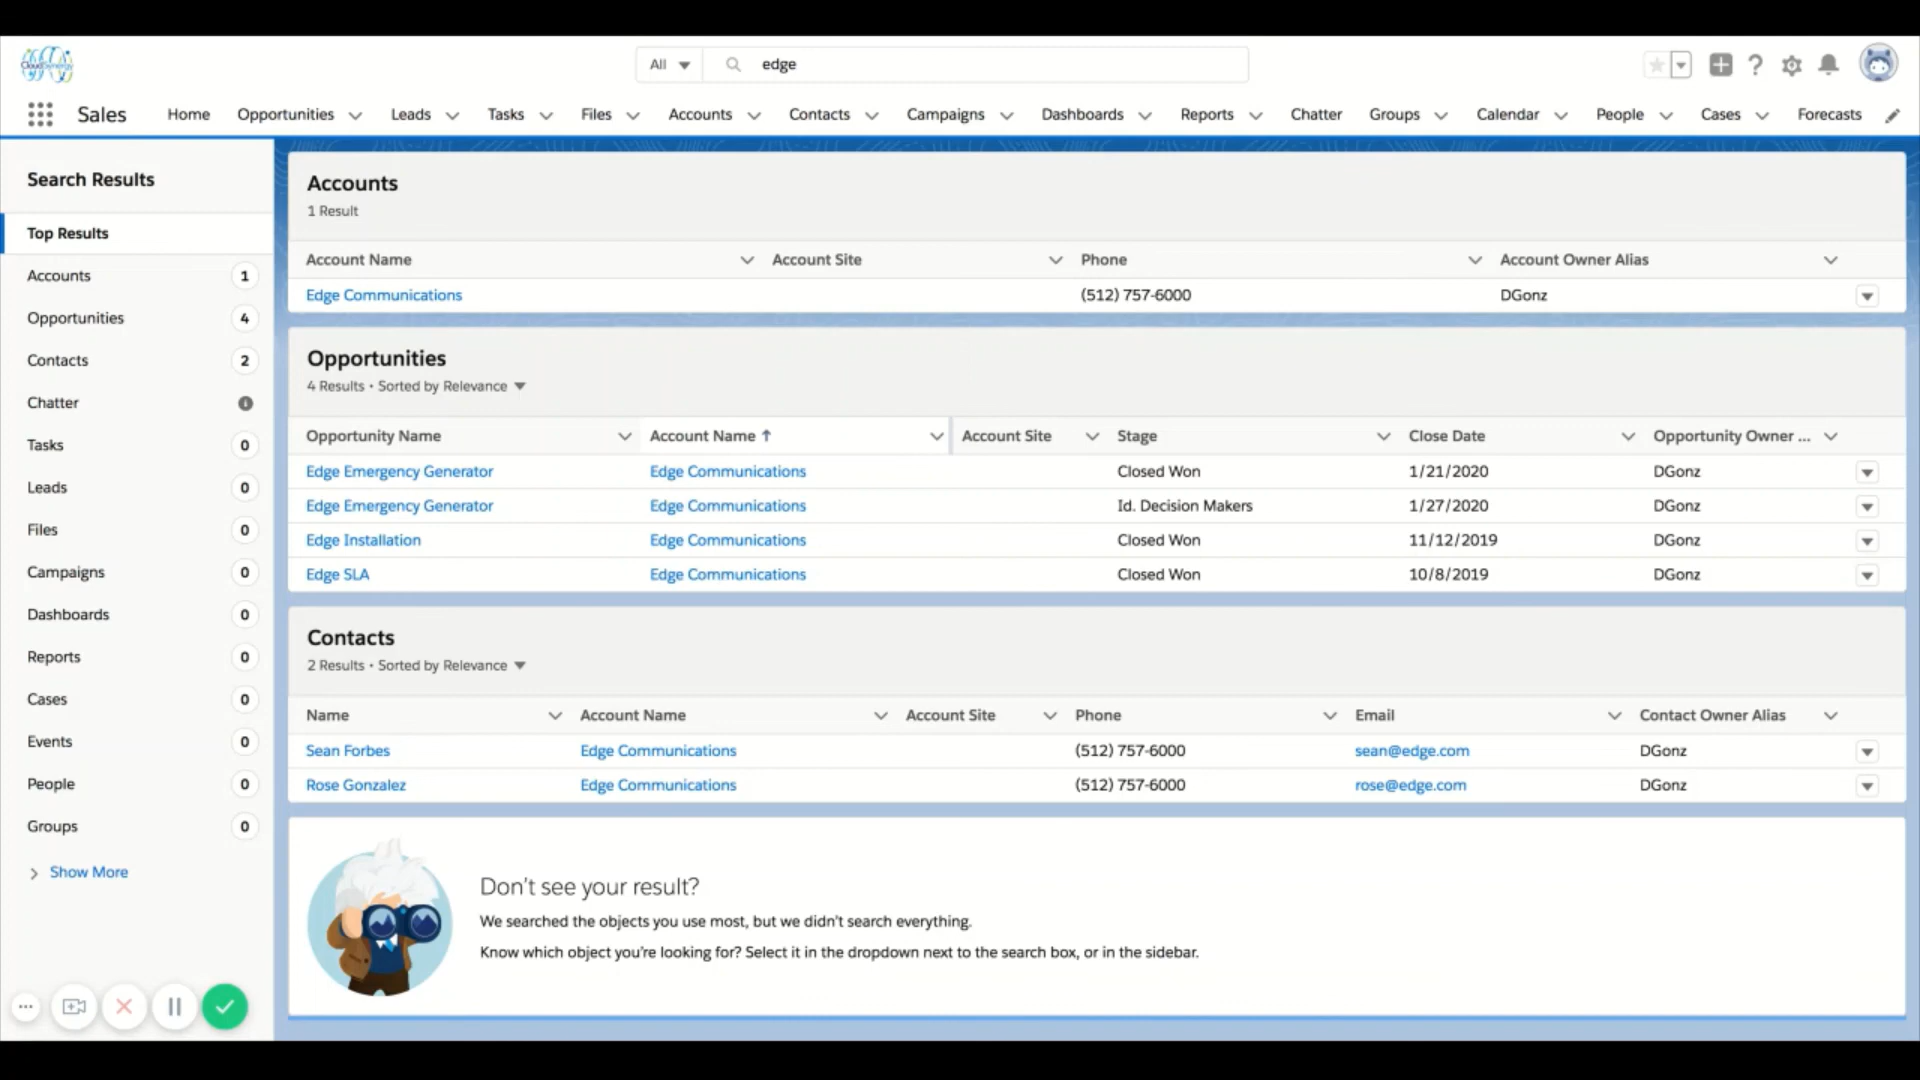 CloudSynergy
All
edge
Sales
Home
Opportunities
Leads
Tasks
Files
Accounts
Contacts
Campaigns
Dashboards
Reports
Chatter
Groups
Calendar
People
Cases
Forecasts
Search Results
Top Results
Accounts 1
Opportunities 4
Contacts 2
Chatter
Tasks 0
Leads 0
Files 0
Campaigns 0
Dashboards 0
Reports 0
Cases 0
Events 0
People 0
Groups 0
Show More
Accounts
1 Result
Account Name Account Site Phone Account Owner Alias
Edge Communications (512) 757-6000 DGonz
Opportunities
4 Results • Sorted by Relevance
Opportunity Name Account Name ↑ Account Site Stage Close Date Opportunity Owner ...
Edge Emergency Generator Edge Communications Closed Won 1/21/2020 DGonz
Edge Emergency Generator Edge Communications Id. Decision Makers 1/27/2020 DGonz
Edge Installation Edge Communications Closed Won 11/12/2019 DGonz
Edge SLA Edge Communications Closed Won 10/8/2019 DGonz
Contacts
2 Results • Sorted by Relevance
Name Account Name Account Site Phone Email Contact Owner Alias
Sean Forbes Edge Communications (512) 757-6000 sean@edge.com DGonz
Rose Gonzalez Edge Communications (512) 757-6000 rose@edge.com DGonz
Don't see your result?
We searched the objects you use most, but we didn't search everything.
Know which object you're looking for? Select it in the dropdown next to the search box, or in the sidebar.